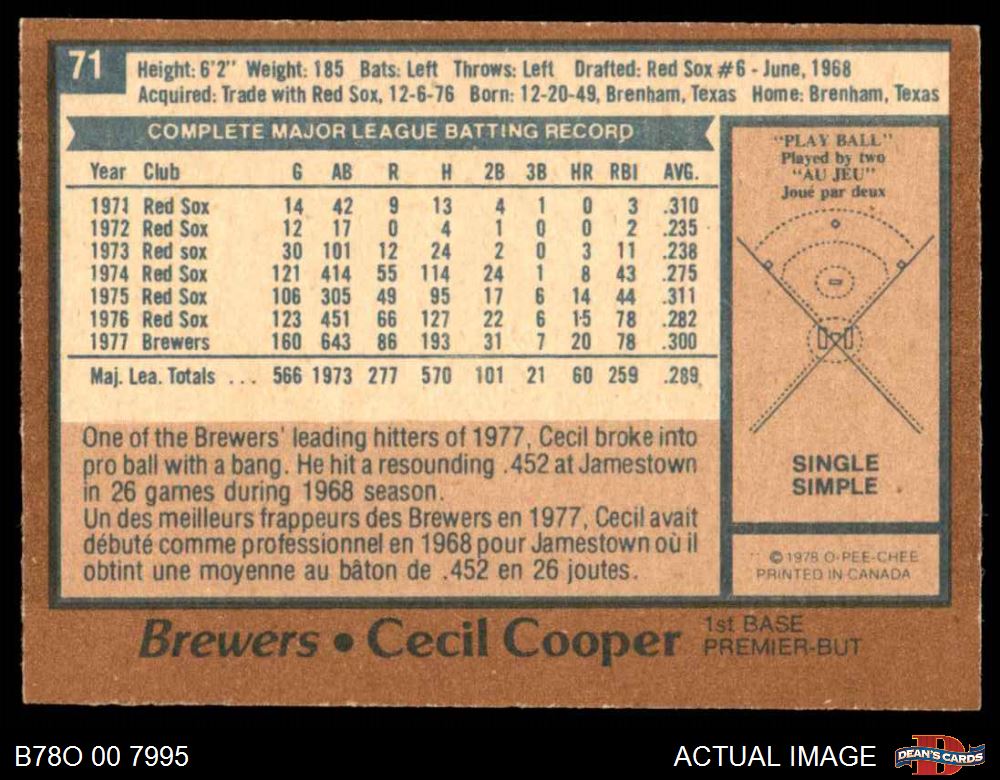 71
Height: 6'2" Weight: 185 Bats: Left Throws: Left Drafted: Red Sox #6 - June, 1968
Acquired: Trade with Red Sox, 12-6-76 Born: 12-20-49, Brenham, Texas Home: Brenham, Texas
COMPLETE MAJOR LEAGUE BATTING RECORD
Year Club G AB R H 2B 3B HR RBI AVG.
1971 Red Sox 14 42 9 13 4 1 0 3 .310
1972 Red Sox 12 17 0 4 1 0 0 2 .235
1973 Red sox 30 101 12 24 2 0 3 11 .238
1974 Red Sox 121 414 55 114 24 1 8 43 .275
1975 Red Sox 106 305 49 95 17 6 14 44 .311
1976 Red Sox 123 451 66 127 22 6 15 78 .282
1977 Brewers 160 643 86 193 31 7 20 78 .300
Maj. Lea. Totals ... 566 1973 277 570 101 21 60 259 .289
One of the Brewers' leading hitters of 1977, Cecil broke into
pro ball with a bang. He hit a resounding .452 at Jamestown
in 26 games during 1968 season.
Un des meilleurs frappeurs des Brewers en 1977, Cecil avait
débuté comme professionnel en 1968 pour Jamestown où il
obtint une moyenne au bâton de .452 en 26 joutes.
"PLAY BALL"
Played by two
"AU JEU"
Joué par deux
SINGLE
SIMPLE
© 1978 O-PEE-CHEE
PRINTED IN CANADA
Brewers • Cecil Cooper 1st BASE
PREMIER-BUT
B78O 00 7995
ACTUAL IMAGE
D
DEAN'S CARDS